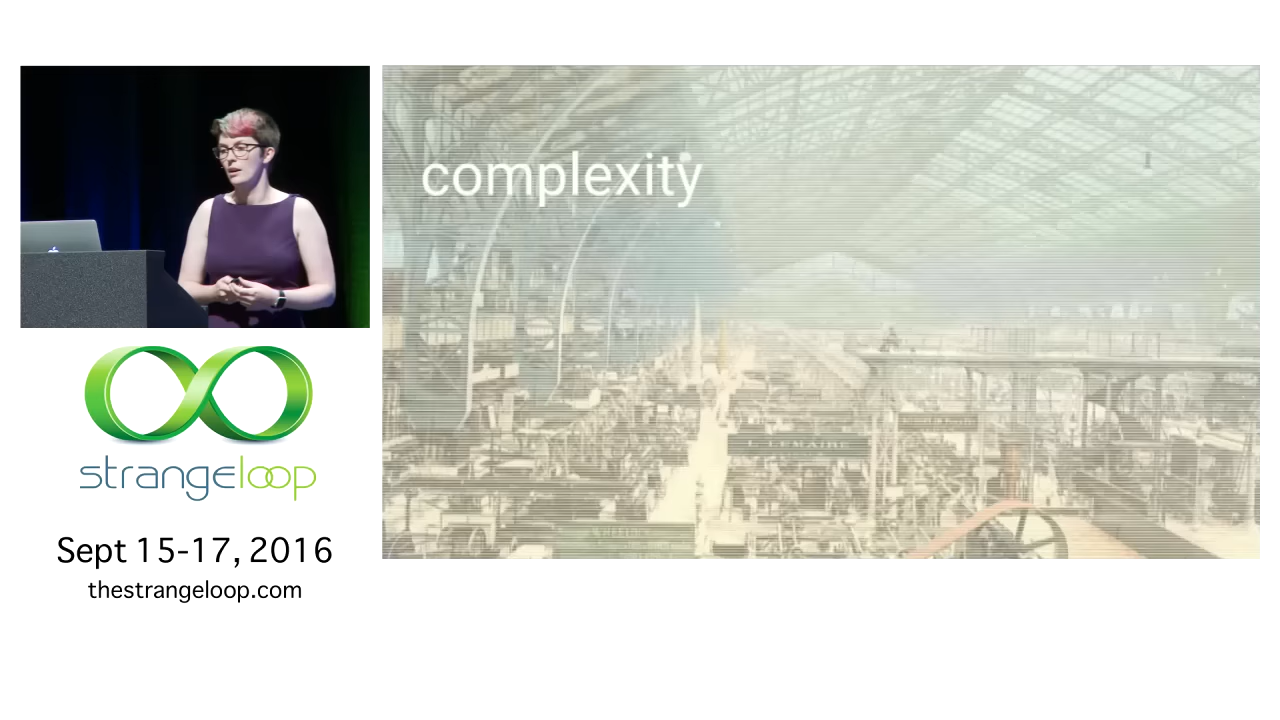 complexity
strangeloop
Sept 15-17, 2016
thestrangeloop.com